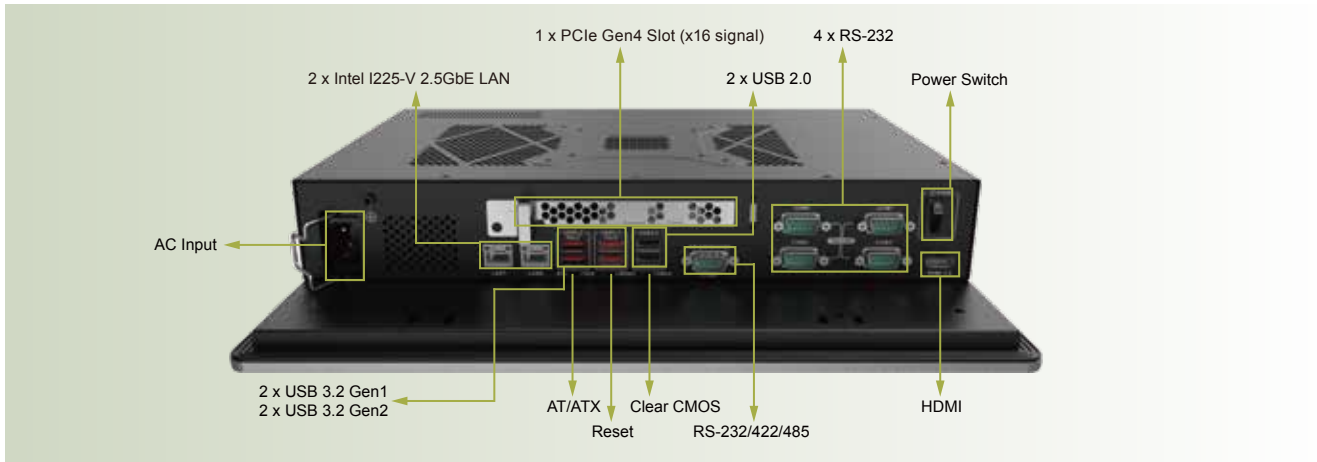 1 x PCIe Gen4 Slot (x16 signal)
4 x RS-232
2 x Intel I225-V 2.5GbE LAN
2 x USB 2.0
Power Switch
AC Input
2 x USB 3.2 Gen1
2 x USB 3.2 Gen2
AT/ATX
Clear CMOS
HDMI
Reset
RS-232/422/485